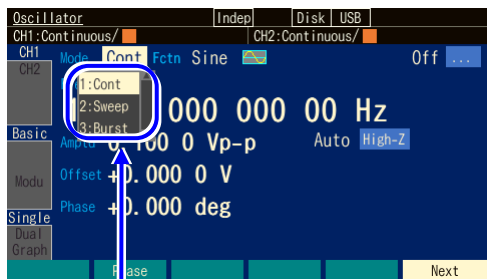 Oscillator Indep Disk USB
CH1:Continuous/ CH2:Continuous/
CH1 Mode Cont Fctn Sine Off ...
CH2
1:Cont
2:Sweep 000 000 00 Hz
3:Burst
Basic Amptd 0.100 0 Vp-p Auto High-Z
Modu Offset +0.000 0 V
Phase +0.000 deg
Single
Dual
Graph
Phase Next